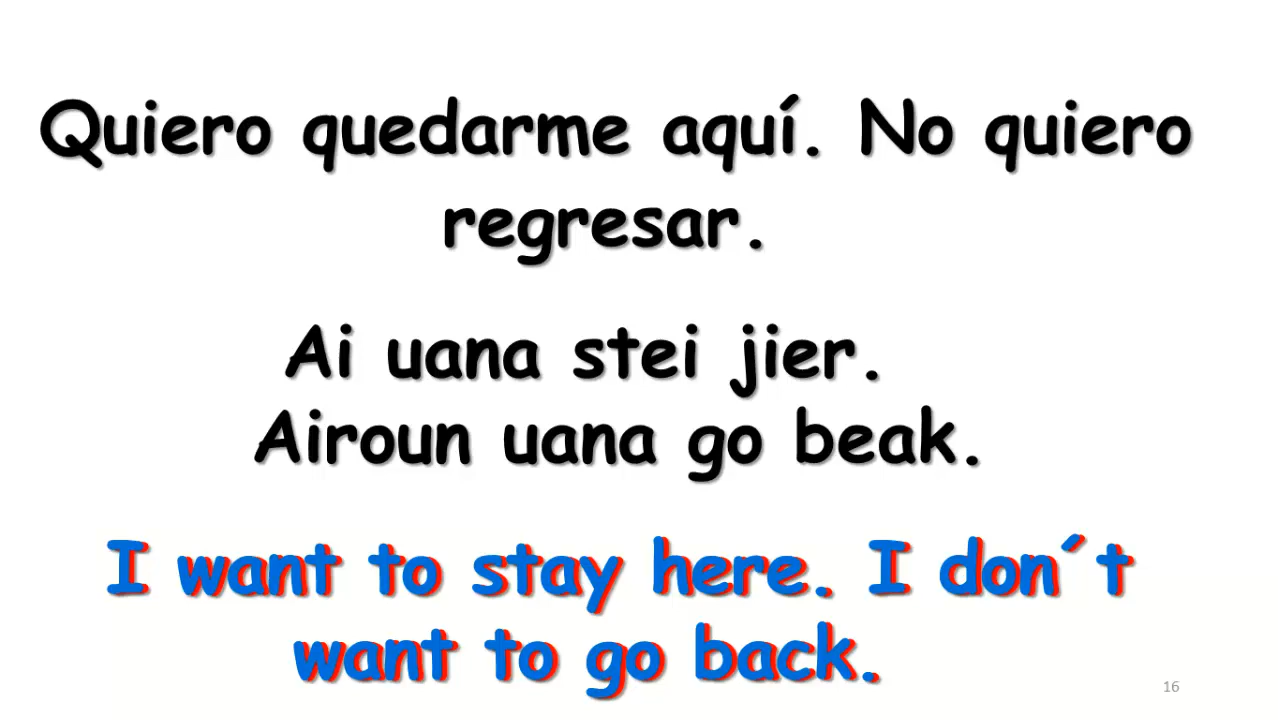 Quiero quedarme aquí. No quiero
regresar.
Ai uana stei jier.
Airoun uana go beak.
I want to stay here. I don´t
want to go back.
16